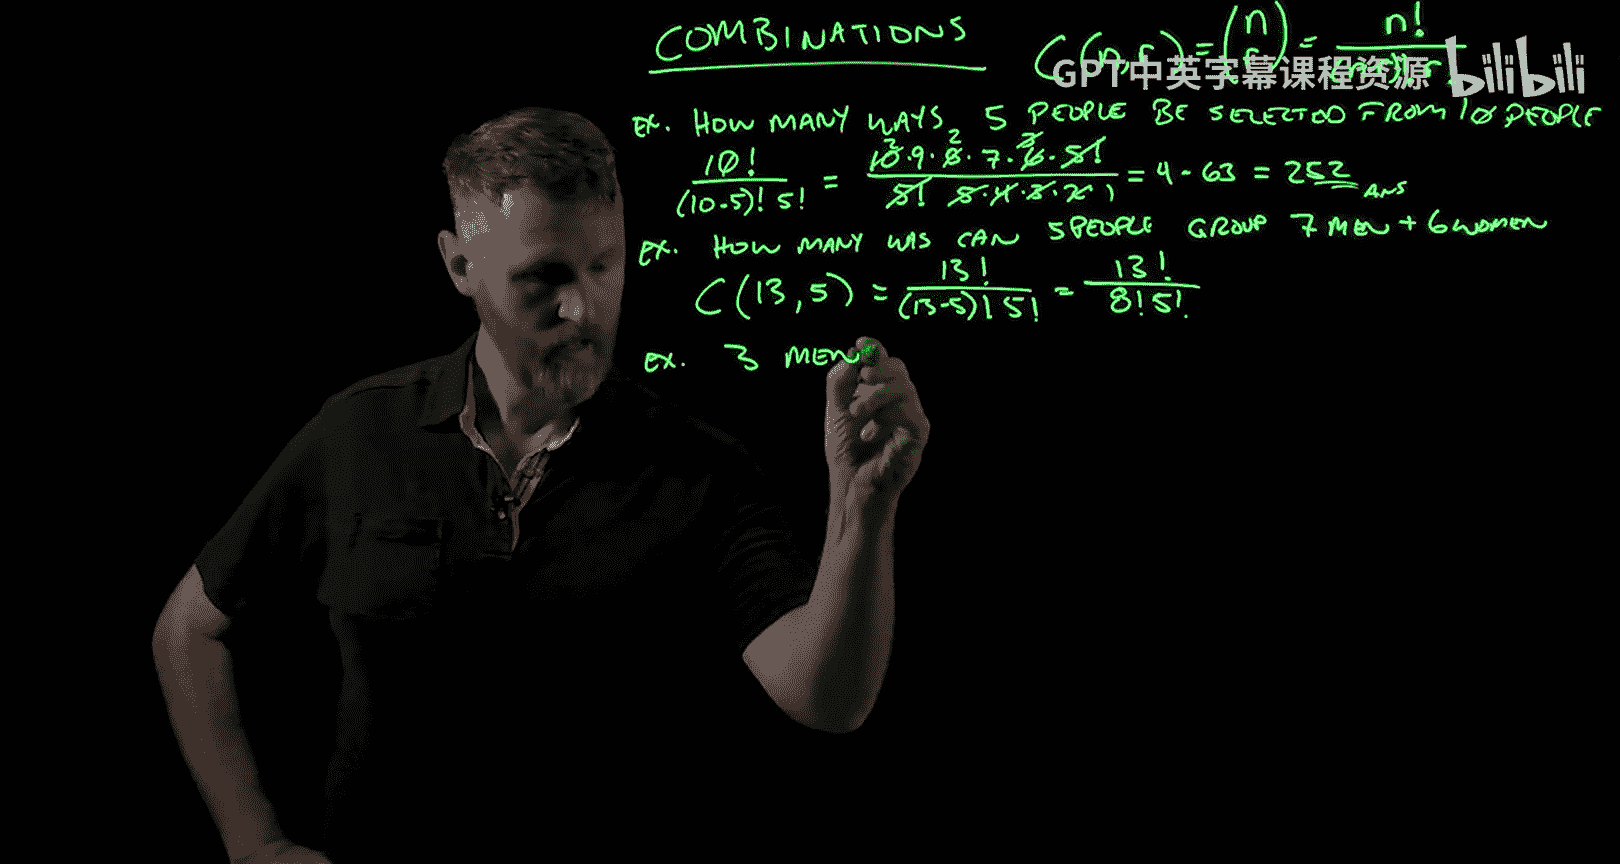 COMBINATIONS C(n,r) = (n r) = n! / (n-r)! r!
GPT中英字幕课程资源 bilibili
EX. HOW MANY WAYS, 5 PEOPLE BE SELECTED FROM 10 PEOPLE
10! / (10-5)! 5! = 10·9·8·7·6·5! / 5! 5·4·3·2·1 = 4 - 63 = 252 ANS
EX. HOW MANY WAS CAN 5 PEOPLE GROUP 7 MEN + 6 WOMEN
C(13,5) = 13! / (13-5)! 5! = 13! / 8! 5!
EX. 3 MEN